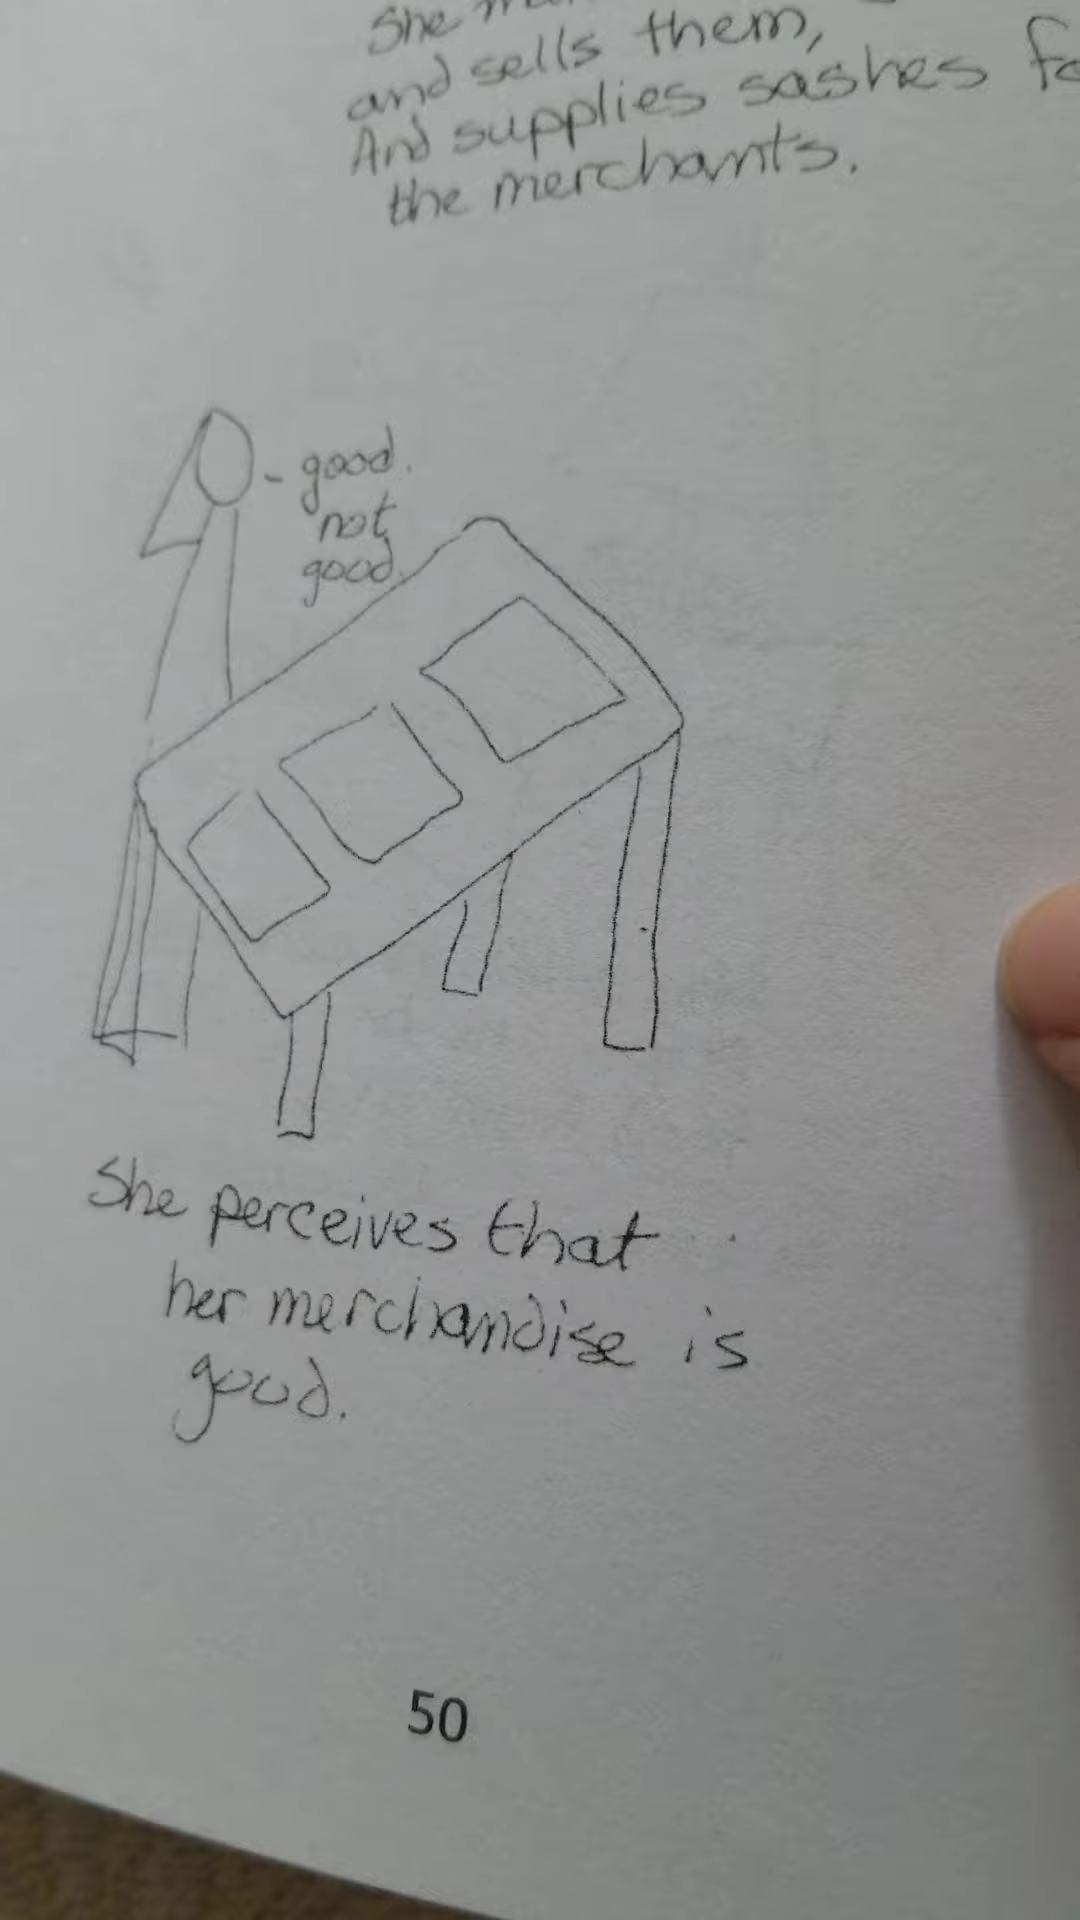 She
and sells them,
And supplies sashes
the merchants.
- good.
not
good.
She perceives that
her merchandise is
good.
50